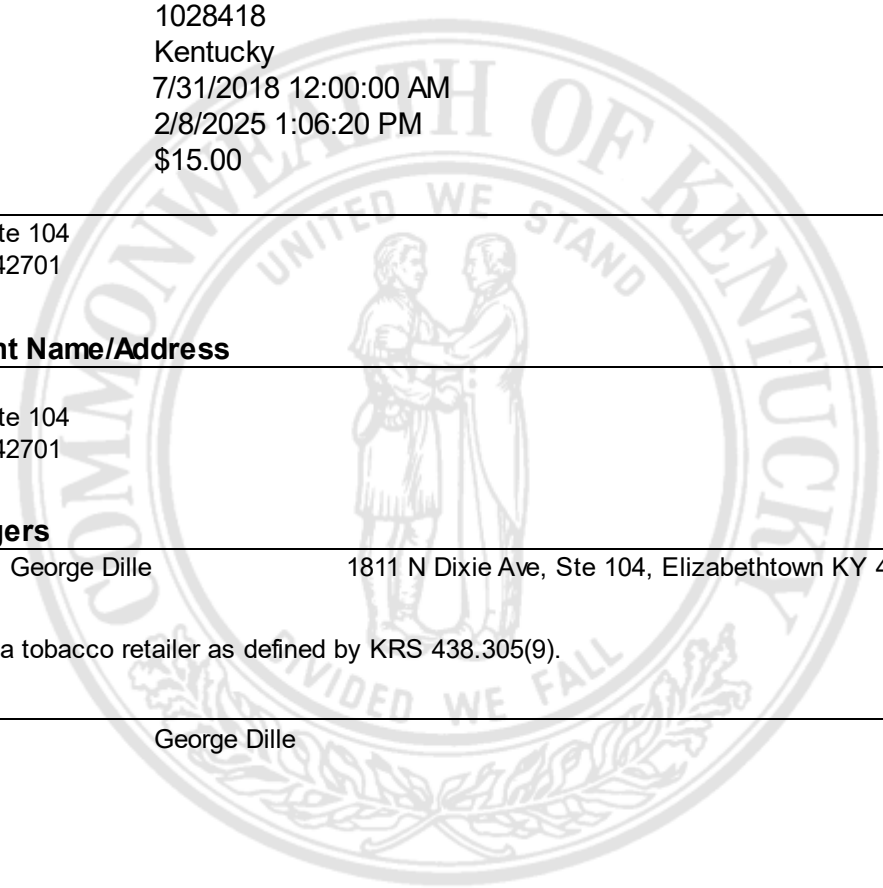 1028418
Kentucky
7/31/2018 12:00:00 AM
2/8/2025 1:06:20 PM
$15.00
te 104
42701
nt Name/Address
te 104
42701
gers
George Dille 1811 N Dixie Ave, Ste 104, Elizabethtown KY 4
a tobacco retailer as defined by KRS 438.305(9).
George Dille
COMMONWEALTH OF KENTUCKY
UNITED WE STAND
DIVIDED WE FALL